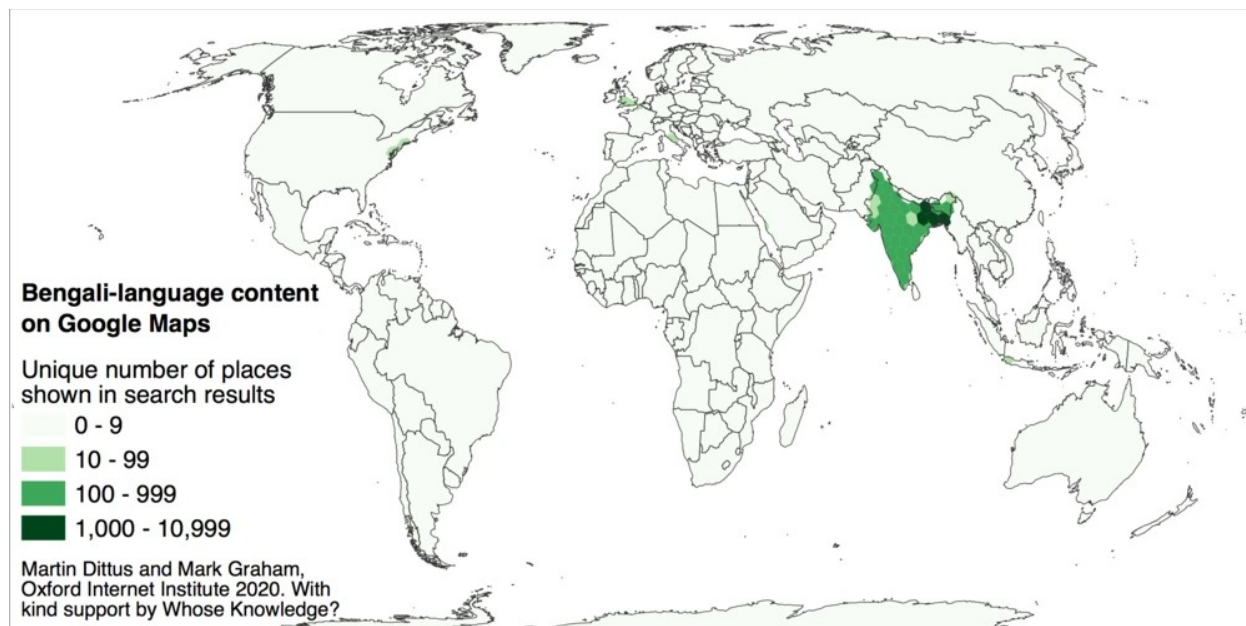 Bengali-language content
on Google Maps
Unique number of places
shown in search results
0 - 9
10 - 99
100 - 999
1,000 - 10,999
Martin Dittus and Mark Graham,
Oxford Internet Institute 2020. With
kind support by Whose Knowledge?